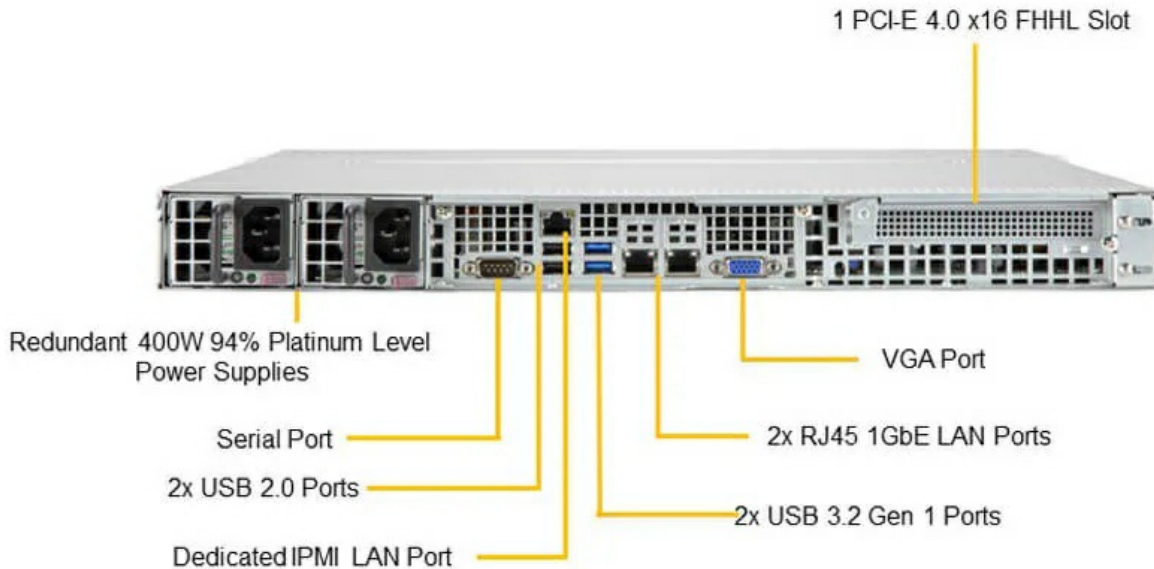 1 PCI-E 4.0 x16 FHHL Slot
Redundant 400W 94% Platinum Level
Power Supplies
VGA Port
Serial Port
2x RJ45 1GbE LAN Ports
2x USB 2.0 Ports
2x USB 3.2 Gen 1 Ports
Dedicated IPMI LAN Port